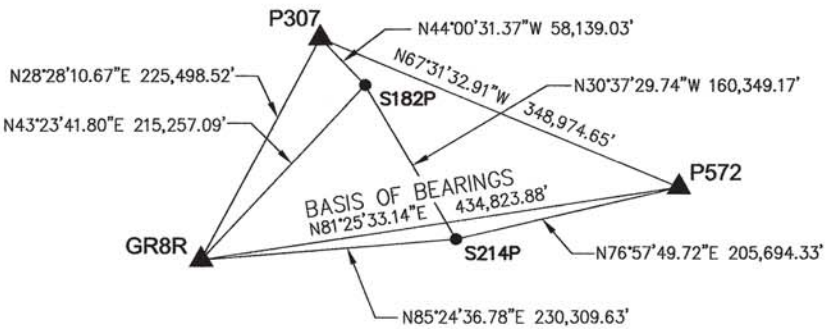 P307
N44°00'31.37"W 58,139.03'
N67°31'32.91"W 348,974.65'
N28°28'10.67"E 225,498.52'
N30°37'29.74"W 160,349.17'
S182P
N43°23'41.80"E 215,257.09'
P572
BASIS OF BEARINGS
N81°25'33.14"E 434,823.88'
GR8R
S214P
N76°57'49.72"E 205,694.33'
N85°24'36.78"E 230,309.63'